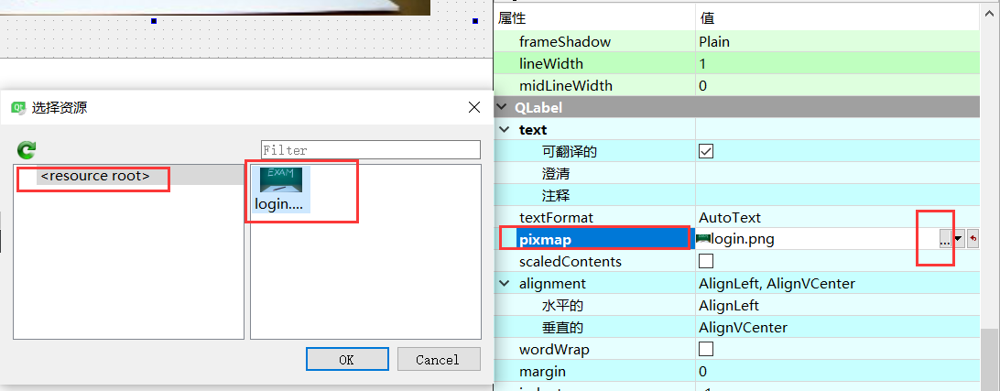 选择资源
Filter
<resource root>
EXAM
login....
OK
Cancel
属性 值
frameShadow Plain
lineWidth 1
midLineWidth 0
QLabel
text
可翻译的
澄清
注释
textFormat AutoText
pixmap login.png ...
scaledContents
alignment AlignLeft, AlignVCenter
水平的 AlignLeft
垂直的 AlignVCenter
wordWrap
margin 0